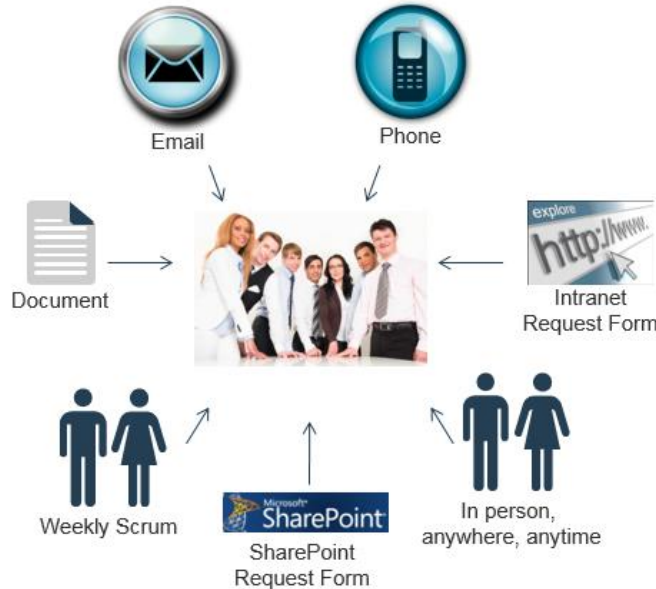 Email
Phone
Document
explore
http://www.
Intranet
Request Form
Weekly Scrum
Microsoft®
SharePoint®
SharePoint
Request Form
In person,
anywhere, anytime